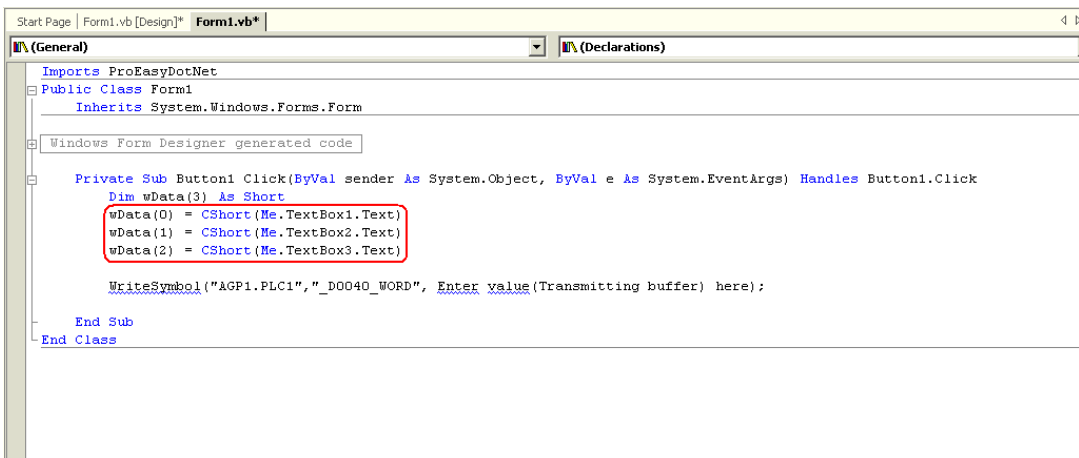 Start Page Form1.vb [Design]* Form1.vb*
(General) (Declarations)
Imports ProEasyDotNet
Public Class Form1
Inherits System.Windows.Forms.Form
Windows Form Designer generated code
Private Sub Button1 Click(ByVal sender As System.Object, ByVal e As System.EventArgs) Handles Button1.Click
Dim wData(3) As Short
wData(0) = CShort(Me.TextBox1.Text)
wData(1) = CShort(Me.TextBox2.Text)
wData(2) = CShort(Me.TextBox3.Text)
WriteSymbol("AGP1.PLC1","_D0040_WORD", Enter value(Transmitting buffer) here);
End Sub
End Class